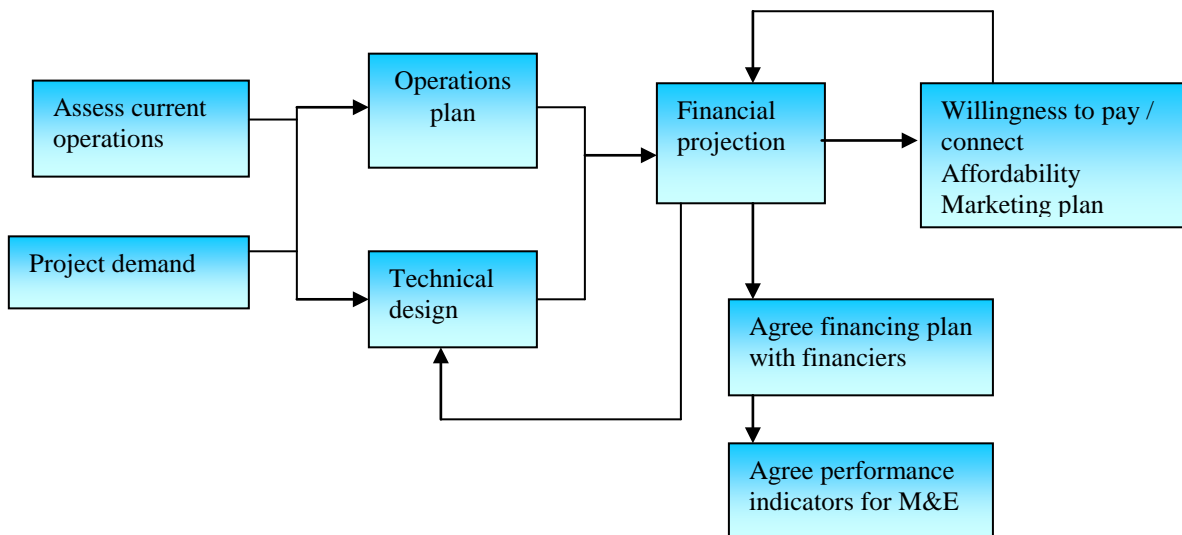 Assess current
operations
Project demand
Operations
plan
Technical
design
Financial
projection
Willingness to pay /
connect
Affordability
Marketing plan
Agree financing plan
with financiers
Agree performance
indicators for M&E